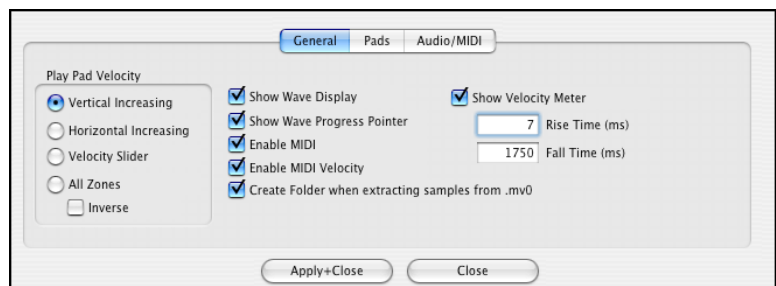 General Pads Audio/MIDI
Play Pad Velocity
Vertical Increasing
Horizontal Increasing
Velocity Slider
All Zones
Inverse
Show Wave Display
Show Wave Progress Pointer
Enable MIDI
Enable MIDI Velocity
Create Folder when extracting samples from .mv0
Show Velocity Meter
7 Rise Time (ms)
1750 Fall Time (ms)
Apply+Close Close